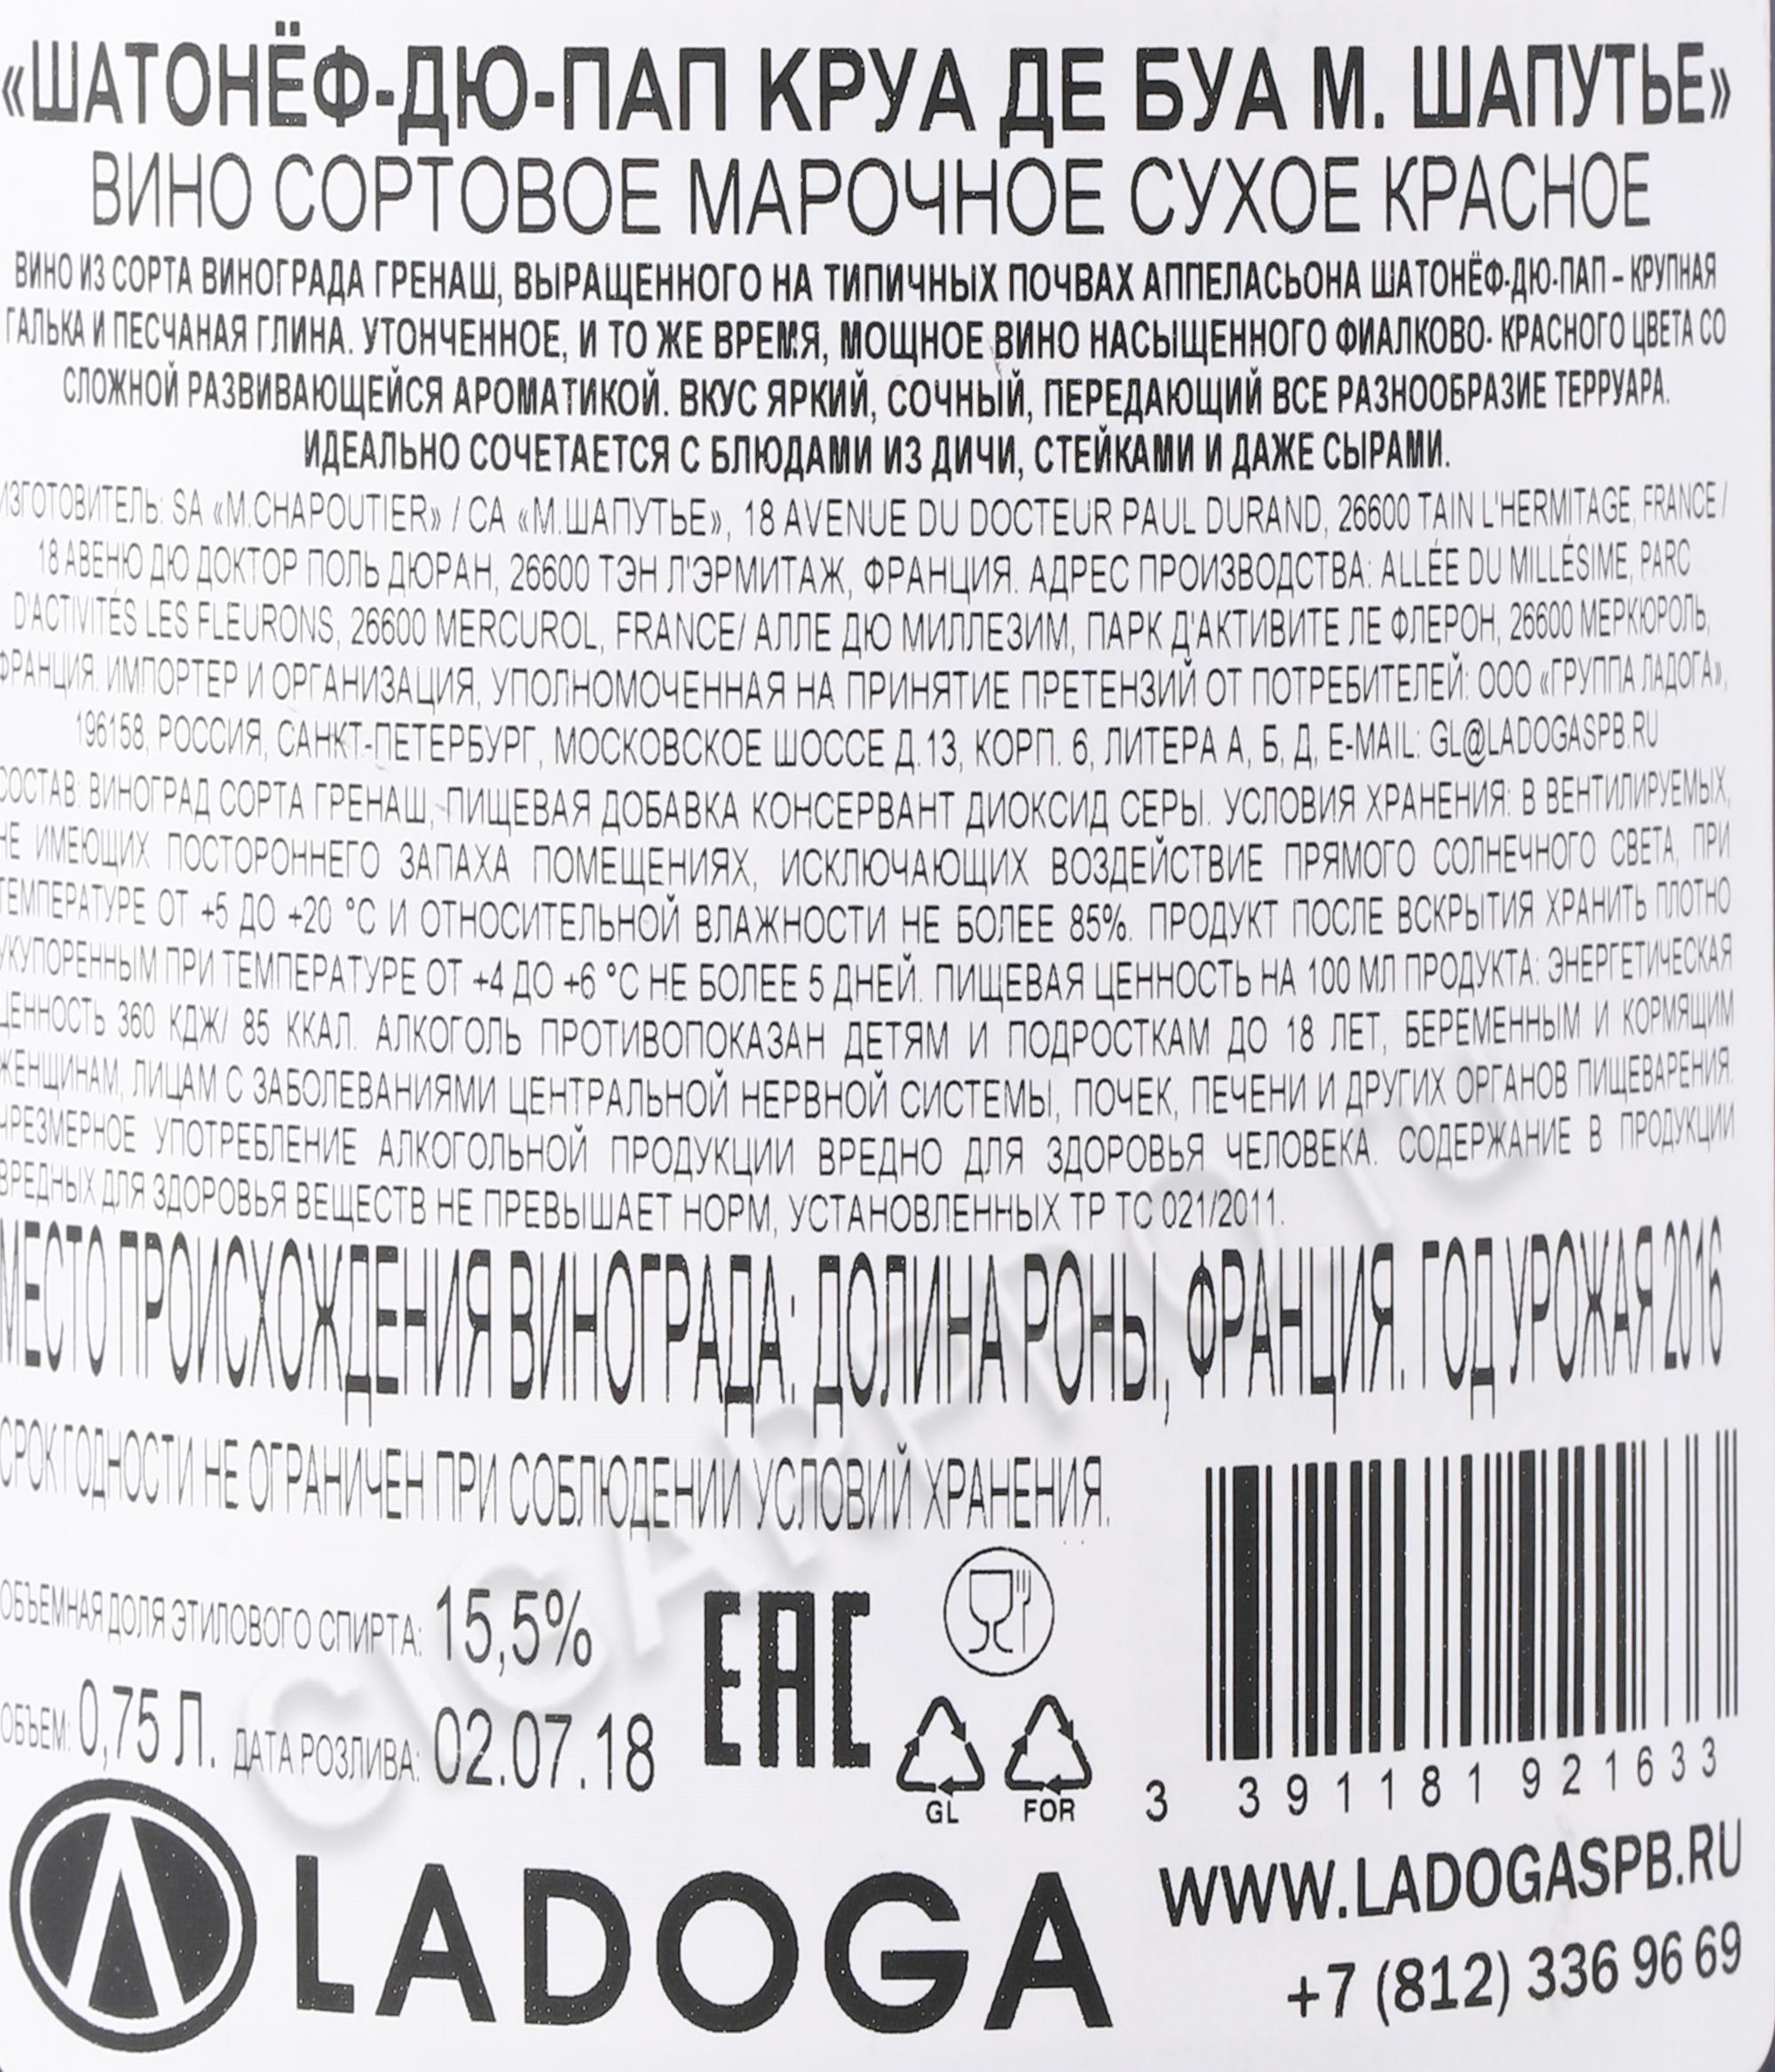 «ШАТОНЁФ-ДЮ-ПАП КРУА ДЕ БУА М. ШАПУТЬЕ»
ВИНО СОРТОВОЕ МАРОЧНОЕ СУХОЕ КРАСНОЕ
ВИНО ИЗ СОРТА ВИНОГРАДА ГРЕНАШ, ВЫРАЩЕННОГО НА ТИПИЧНЫХ ПОЧВАХ АППЕЛАСЬОНА ШАТОНЁФ-ДЮ-ПАП – КРУПНАЯ
ГАЛЬКА И ПЕСЧАНАЯ ГЛИНА. УТОНЧЕННОЕ, И ТО ЖЕ ВРЕМЯ, МОЩНОЕ ВИНО НАСЫЩЕННОГО ФИАЛКОВО- КРАСНОГО ЦВЕТА СО
СЛОЖНОЙ РАЗВИВАЮЩЕЙСЯ АРОМАТИКОЙ. ВКУС ЯРКИЙ, СОЧНЫЙ, ПЕРЕДАЮЩИЙ ВСЕ РАЗНООБРАЗИЕ ТЕРРУАРА.
ИДЕАЛЬНО СОЧЕТАЕТСЯ С БЛЮДАМИ ИЗ ДИЧИ, СТЕЙКАМИ И ДАЖЕ СЫРАМИ.
ИЗГОТОВИТЕЛЬ: SA «M.CHAPOUTIER» / СА «М.ШАПУТЬЕ», 18 AVENUE DU DOCTEUR PAUL DURAND, 26600 TAIN L'HERMITAGE, FRANCE /
18 АВЕНЮ ДЮ ДОКТОР ПОЛЬ ДЮРАН, 26600 ТЭН Л'ЭРМИТАЖ, ФРАНЦИЯ. АДРЕС ПРОИЗВОДСТВА: ALLÉE DU MILLÉSIME, PARC
D'ACTIVITÉS LES FLEURONS, 26600 MERCUROL, FRANCE/ АЛЛЕ ДЮ МИЛЛЕЗИМ, ПАРК Д'АКТИВИТЕ ЛЕ ФЛЕРОН, 26600 МЕРКЮРОЛЬ,
ФРАНЦИЯ. ИМПОРТЕР И ОРГАНИЗАЦИЯ, УПОЛНОМОЧЕННАЯ НА ПРИНЯТИЕ ПРЕТЕНЗИЙ ОТ ПОТРЕБИТЕЛЕЙ: ООО «ГРУППА ЛАДОГА»,
196158, РОССИЯ, САНКТ-ПЕТЕРБУРГ, МОСКОВСКОЕ ШОССЕ Д.13, КОРП. 6, ЛИТЕРА А, Б, Д, E-MAIL: GL@LADOGASPB.RU
СОСТАВ: ВИНОГРАД СОРТА ГРЕНАШ, ПИЩЕВАЯ ДОБАВКА КОНСЕРВАНТ ДИОКСИД СЕРЫ. УСЛОВИЯ ХРАНЕНИЯ: В ВЕНТИЛИРУЕМЫХ,
НЕ ИМЕЮЩИХ ПОСТОРОННЕГО ЗАПАХА ПОМЕЩЕНИЯХ, ИСКЛЮЧАЮЩИХ ВОЗДЕЙСТВИЕ ПРЯМОГО СОЛНЕЧНОГО СВЕТА, ПРИ
ТЕМПЕРАТУРЕ ОТ +5 ДО +20 °С И ОТНОСИТЕЛЬНОЙ ВЛАЖНОСТИ НЕ БОЛЕЕ 85%. ПРОДУКТ ПОСЛЕ ВСКРЫТИЯ ХРАНИТЬ ПЛОТНО
УКУПОРЕННЫМ ПРИ ТЕМПЕРАТУРЕ ОТ +4 ДО +6 °С НЕ БОЛЕЕ 5 ДНЕЙ. ПИЩЕВАЯ ЦЕННОСТЬ НА 100 МЛ ПРОДУКТА: ЭНЕРГЕТИЧЕСКАЯ
ЦЕННОСТЬ 360 КДЖ/ 85 ККАЛ. АЛКОГОЛЬ ПРОТИВОПОКАЗАН ДЕТЯМ И ПОДРОСТКАМ ДО 18 ЛЕТ, БЕРЕМЕННЫМ И КОРМЯЩИМ
ЖЕНЩИНАМ, ЛИЦАМ С ЗАБОЛЕВАНИЯМИ ЦЕНТРАЛЬНОЙ НЕРВНОЙ СИСТЕМЫ, ПОЧЕК, ПЕЧЕНИ И ДРУГИХ ОРГАНОВ ПИЩЕВАРЕНИЯ.
ЧРЕЗМЕРНОЕ УПОТРЕБЛЕНИЕ АЛКОГОЛЬНОЙ ПРОДУКЦИИ ВРЕДНО ДЛЯ ЗДОРОВЬЯ ЧЕЛОВЕКА. СОДЕРЖАНИЕ В ПРОДУКЦИИ
ВРЕДНЫХ ДЛЯ ЗДОРОВЬЯ ВЕЩЕСТВ НЕ ПРЕВЫШАЕТ НОРМ, УСТАНОВЛЕННЫХ ТР ТС 021/2011.
МЕСТО ПРОИСХОЖДЕНИЯ ВИНОГРАДА: ДОЛИНА РОНЫ, ФРАНЦИЯ. ГОД УРОЖАЯ 2016
СРОК ГОДНОСТИ НЕ ОГРАНИЧЕН ПРИ СОБЛЮДЕНИИ УСЛОВИЙ ХРАНЕНИЯ.
ОБЪЕМНАЯ ДОЛЯ ЭТИЛОВОГО СПИРТА: 15,5%
ОБЪЕМ: 0,75 Л. ДАТА РОЗЛИВА: 02.07.18
EAC
GL FOR
3 391181 921633
LADOGA
WWW.LADOGASPB.RU
+7 (812) 336 96 69
CIGARPRO.ru